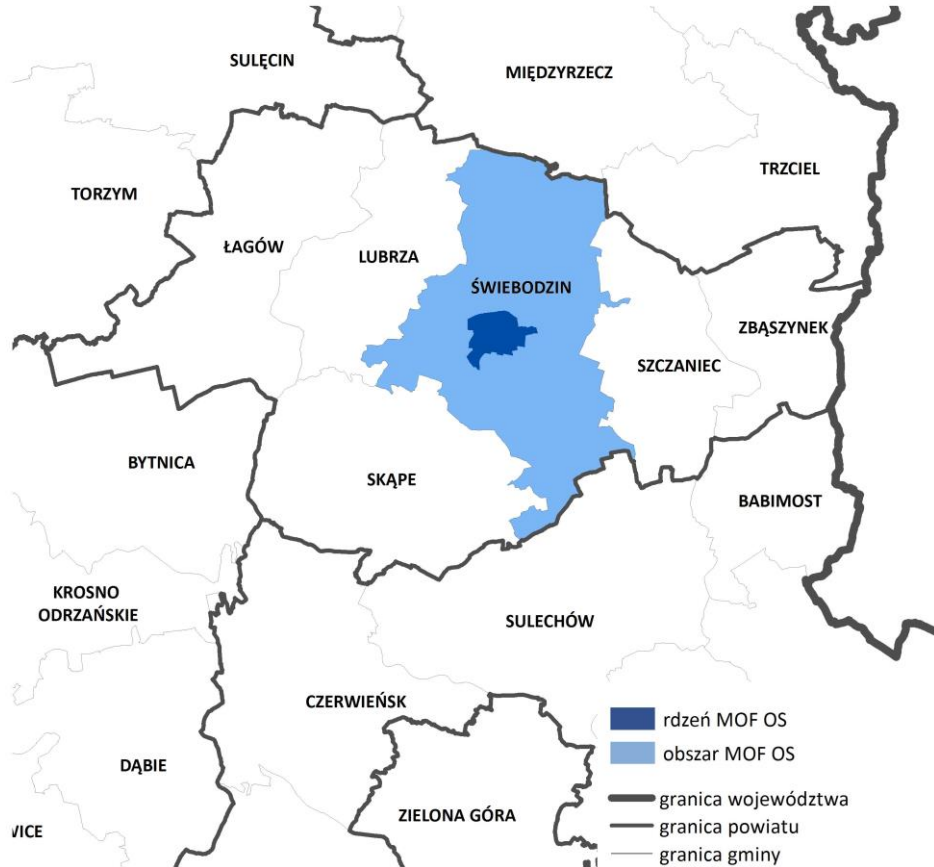 SULĘCIN
MIĘDZYRZECZ
TRZCIEL
TORZYM
ŁAGÓW
LUBRZA
ŚWIEBODZIN
ZBĄSZYNEK
SZCZANIEC
BYTNICA
SKĄPE
BABIMOST
KROSNO
ODRZAŃSKIE
SULECHÓW
CZERWIEŃSK
rdzeń MOF OS
obszar MOF OS
DĄBIE
granica województwa
ZIELONA GÓRA
granica powiatu
WICE
granica gminy